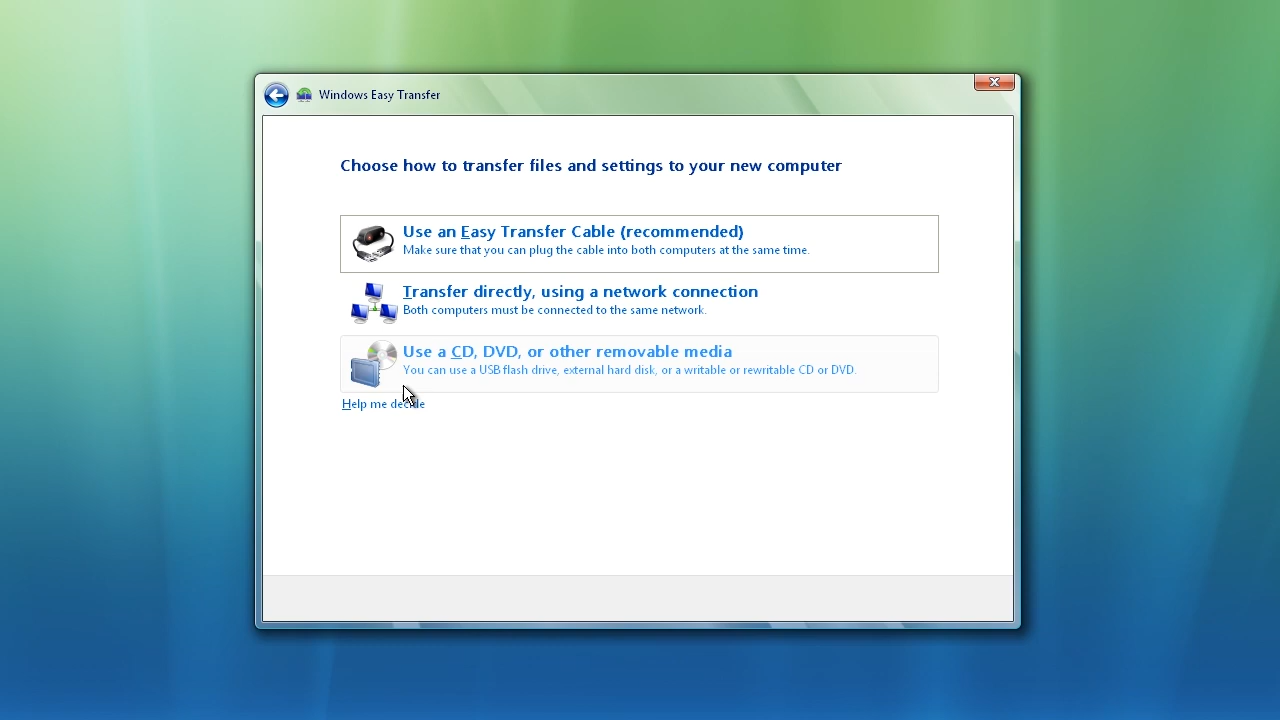 Windows Easy Transfer
Choose how to transfer files and settings to your new computer
Use an Easy Transfer Cable (recommended)
Make sure that you can plug the cable into both computers at the same time.
Transfer directly, using a network connection
Both computers must be connected to the same network.
Use a CD, DVD, or other removable media
You can use a USB flash drive, external hard disk, or a writable or rewritable CD or DVD.
Help me decide